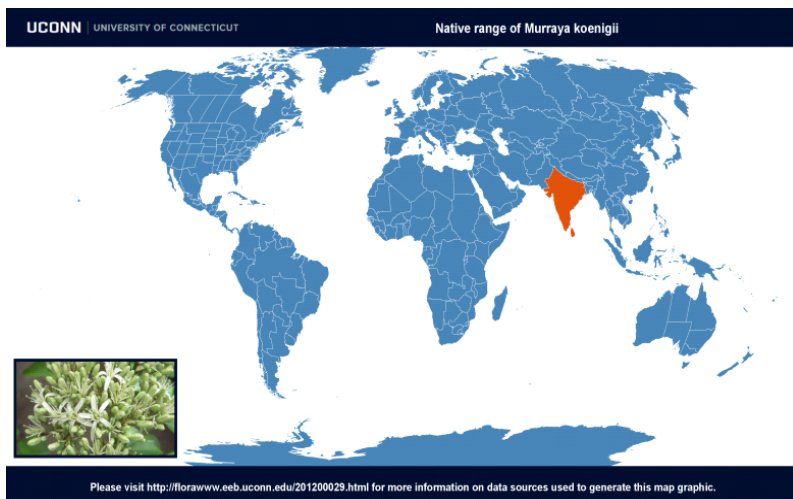 UCONN UNIVERSITY OF CONNECTICUT
Native range of Murraya koenigii
Please visit http://florawww.eeb.uconn.edu/201200029.html for more information on data sources used to generate this map graphic.